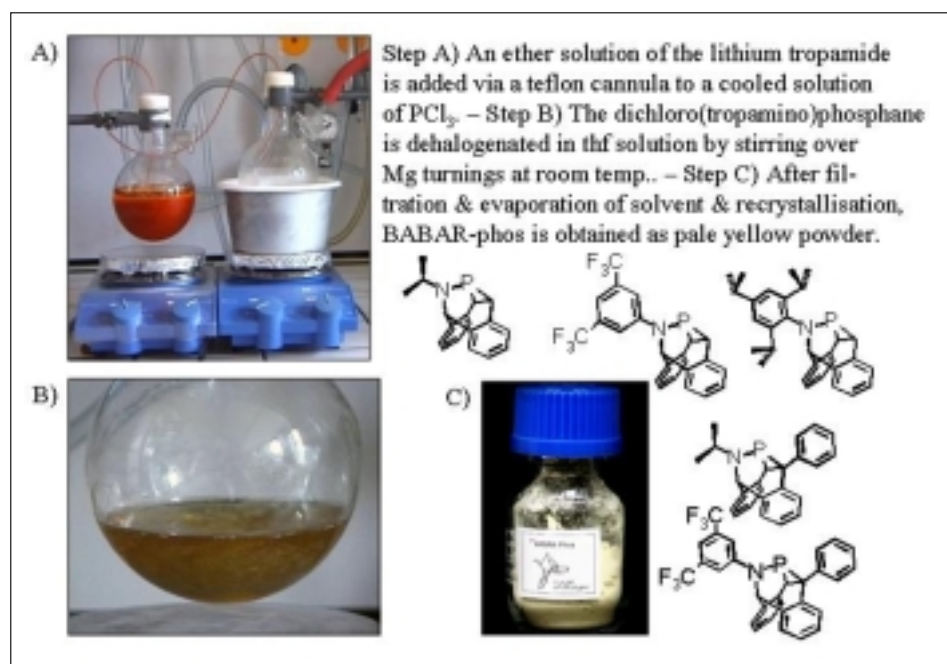 A)
Step A) An ether solution of the lithium tropamide
is added via a teflon cannula to a cooled solution
of PCl₃. – Step B) The dichloro(tropamino)phosphane
is dehalogenated in thf solution by stirring over
Mg turnings at room temp.. – Step C) After fil-
tration & evaporation of solvent & recrystallisation,
BABAR-phos is obtained as pale yellow powder.
N P
F₃C
F₃C
N P
N P
B)
C)
N P
F₃C
F₃C
N P